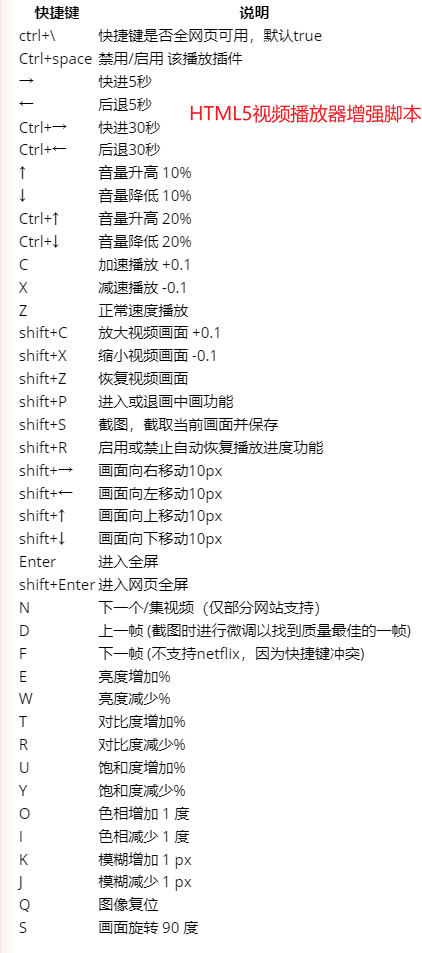 快捷键 说明
ctrl+\ 快捷键是否全网页可用，默认true
Ctrl+space 禁用/启用 该播放插件
→ 快进5秒
← 后退5秒
HTML5视频播放器增强脚本
Ctrl+→ 快进30秒
Ctrl+← 后退30秒
↑ 音量升高 10%
↓ 音量降低 10%
Ctrl+↑ 音量升高 20%
Ctrl+↓ 音量降低 20%
C 加速播放 +0.1
X 减速播放 -0.1
Z 正常速度播放
shift+C 放大视频画面 +0.1
shift+X 缩小视频画面 -0.1
shift+Z 恢复视频画面
shift+P 进入或退画中画功能
shift+S 截图，截取当前画面并保存
shift+R 启用或禁止自动恢复播放进度功能
shift+→ 画面向右移动10px
shift+← 画面向左移动10px
shift+↑ 画面向上移动10px
shift+↓ 画面向下移动10px
Enter 进入全屏
shift+Enter 进入网页全屏
N 下一个/集视频（仅部分网站支持）
D 上一帧 (截图时进行微调以找到质量最佳的一帧)
F 下一帧 (不支持netflix，因为快捷键冲突)
E 亮度增加%
W 亮度减少%
T 对比度增加%
R 对比度减少%
U 饱和度增加%
Y 饱和度减少%
O 色相增加 1 度
I 色相减少 1 度
K 模糊增加 1 px
J 模糊减少 1 px
Q 图像复位
S 画面旋转 90 度